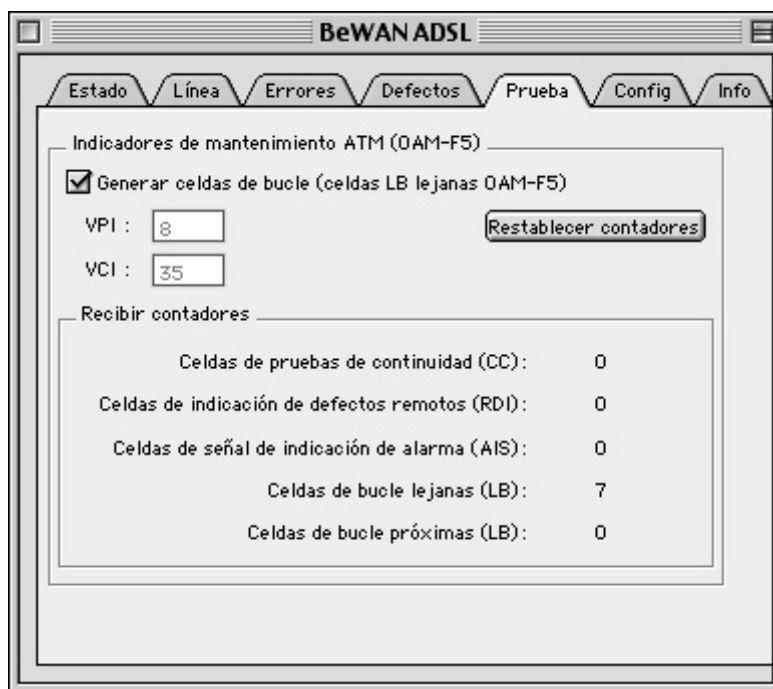 BeWAN ADSL
Estado Línea Errores Defectos Prueba Config Info
Indicadores de mantenimiento ATM (OAM-F5)
Generar celdas de bucle (celdas LB lejanas OAM-F5)
VPI : 8
Restablecer contadores
VCI : 35
Recibir contadores
Celdas de pruebas de continuidad (CC): 0
Celdas de indicación de defectos remotos (RDI): 0
Celdas de señal de indicación de alarma (AIS): 0
Celdas de bucle lejanas (LB): 7
Celdas de bucle próximas (LB): 0